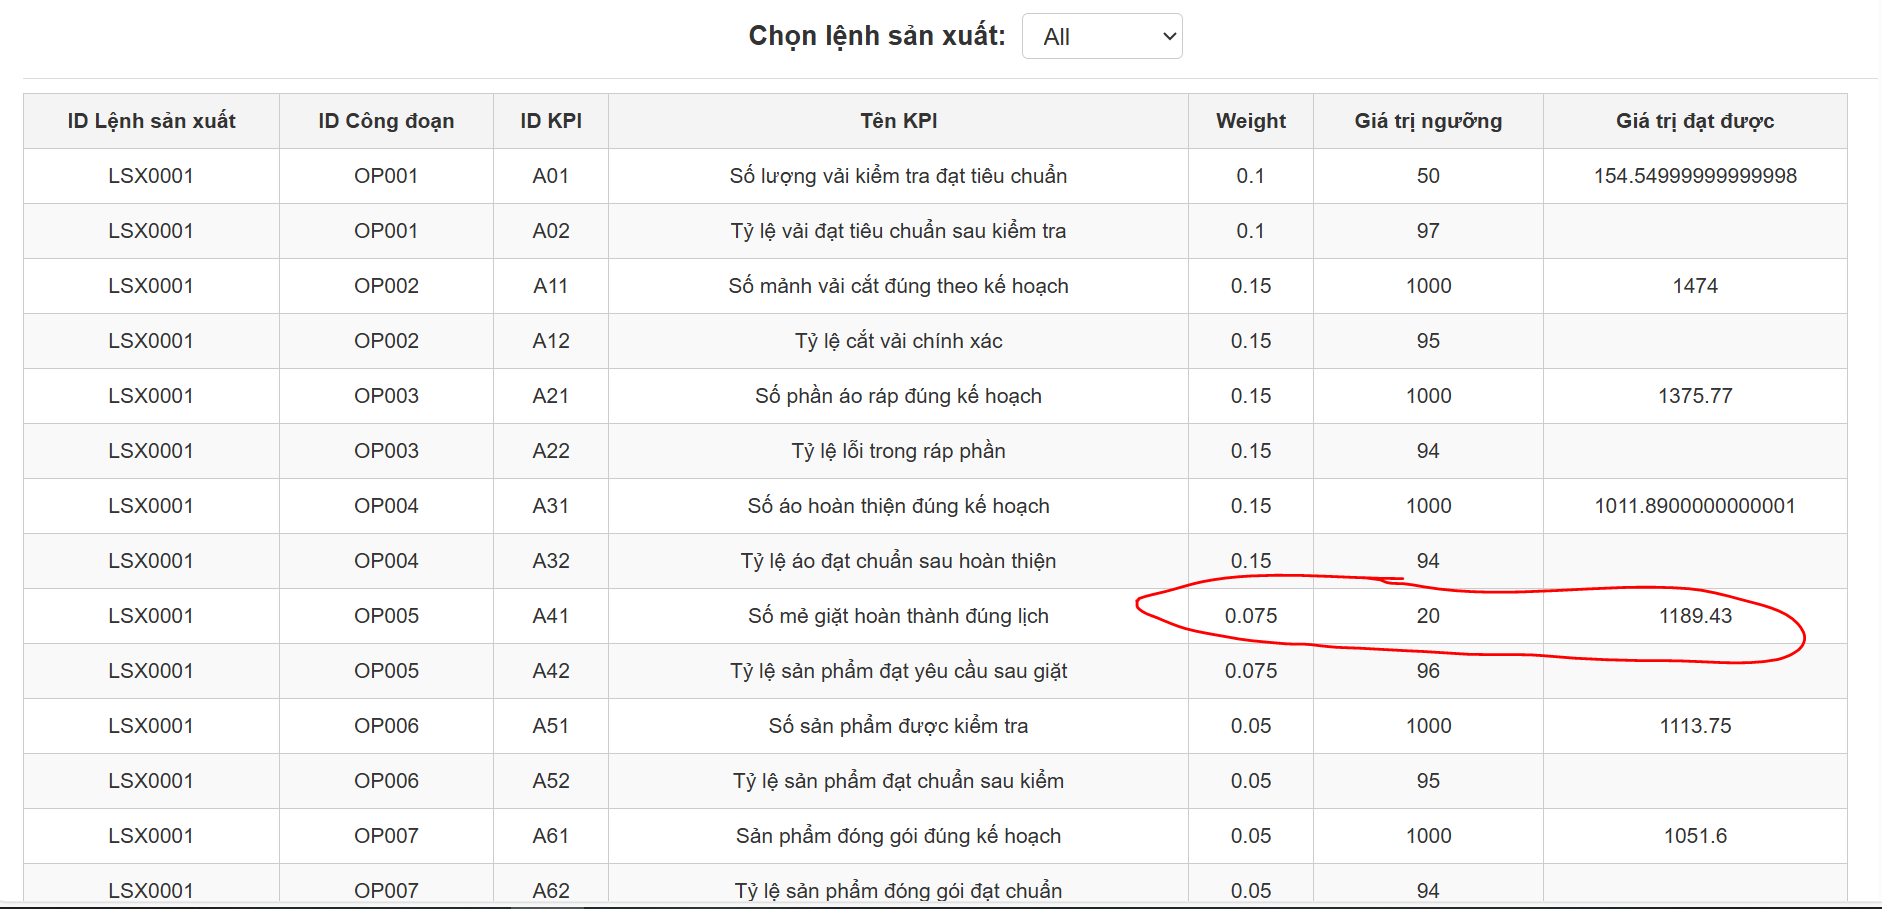 Chọn lệnh sản xuất: All
ID Lệnh sản xuất ID Công đoạn ID KPI Tên KPI Weight Giá trị ngưỡng Giá trị đạt được
LSX0001 OP001 A01 Số lượng vải kiểm tra đạt tiêu chuẩn 0.1 50 154.54999999999998
LSX0001 OP001 A02 Tỷ lệ vải đạt tiêu chuẩn sau kiểm tra 0.1 97
LSX0001 OP002 A11 Số mảnh vải cắt đúng theo kế hoạch 0.15 1000 1474
LSX0001 OP002 A12 Tỷ lệ cắt vải chính xác 0.15 95
LSX0001 OP003 A21 Số phần áo ráp đúng kế hoạch 0.15 1000 1375.77
LSX0001 OP003 A22 Tỷ lệ lỗi trong ráp phần 0.15 94
LSX0001 OP004 A31 Số áo hoàn thiện đúng kế hoạch 0.15 1000 1011.8900000000001
LSX0001 OP004 A32 Tỷ lệ áo đạt chuẩn sau hoàn thiện 0.15 94
LSX0001 OP005 A41 Số mẻ giặt hoàn thành đúng lịch 0.075 20 1189.43
LSX0001 OP005 A42 Tỷ lệ sản phẩm đạt yêu cầu sau giặt 0.075 96
LSX0001 OP006 A51 Số sản phẩm được kiểm tra 0.05 1000 1113.75
LSX0001 OP006 A52 Tỷ lệ sản phẩm đạt chuẩn sau kiểm 0.05 95
LSX0001 OP007 A61 Sản phẩm đóng gói đúng kế hoạch 0.05 1000 1051.6
LSX0001 OP007 A62 Tỷ lệ sản phẩm đóng gói đạt chuẩn 0.05 94